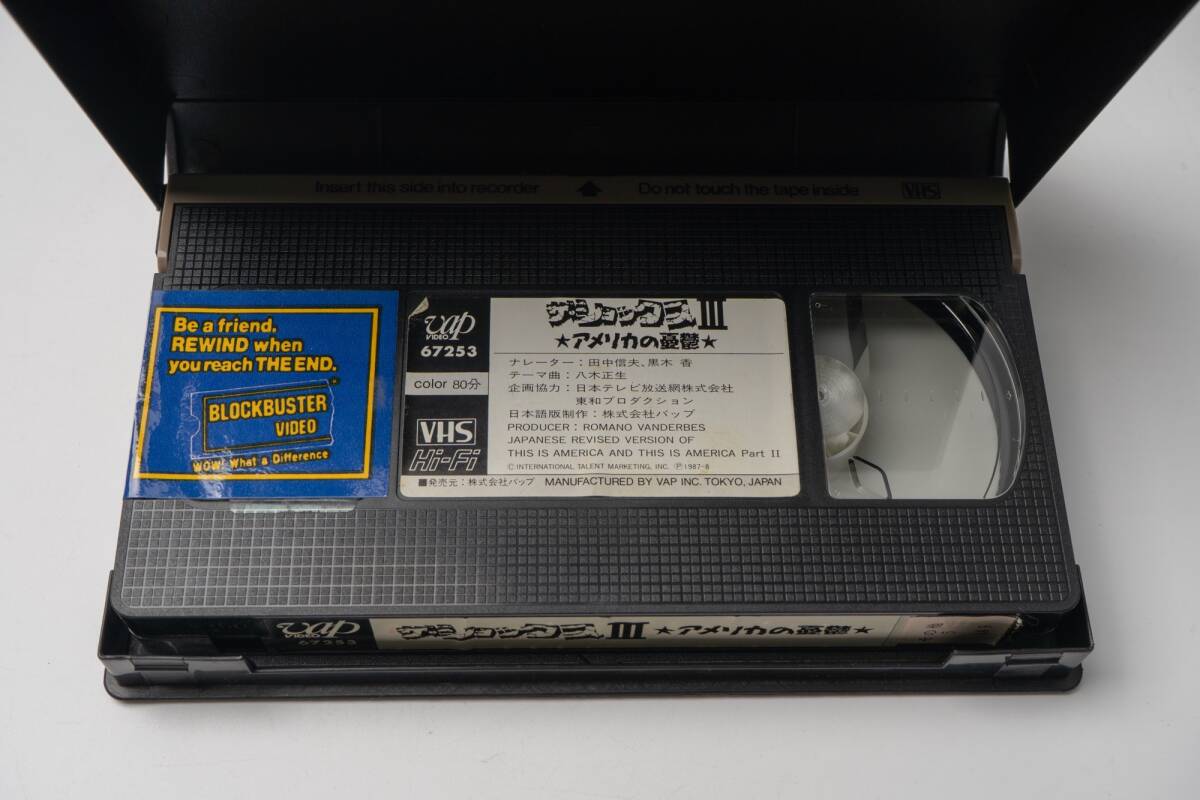 Insert this side into recorder
Do not touch the tape inside
VHS
Be a friend.
REWIND when
you reach THE END.
BLOCKBUSTER
VIDEO
WOW! What a Difference
vap
VIDEO
67253
color 80分
VHS
Hi-Fi
ザ・ショックスIII
★アメリカの憂鬱★
ナレーター：田中信夫、黒木 香
テーマ曲：八木正生
企画協力：日本テレビ放送網株式会社
東和プロダクション
日本語版制作：株式会社バップ
PRODUCER: ROMANO VANDERBES
JAPANESE REVISED VERSION OF
THIS IS AMERICA AND THIS IS AMERICA Part II
© INTERNATIONAL TALENT MARKETING, INC. Ⓟ 1987-8
■発売元：株式会社バップ MANUFACTURED BY VAP INC. TOKYO, JAPAN
vap
VIDEO
67253
ザ・ショックスIII ★アメリカの憂鬱★